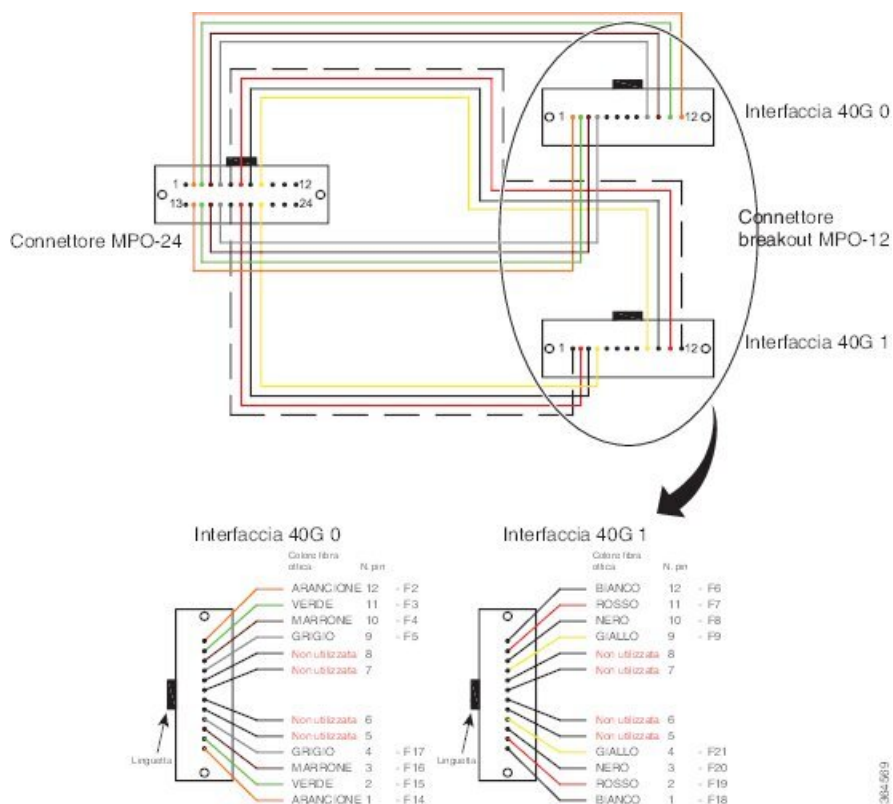 Interfaccia 40G 0
1 12
1 12
13 24
Connettore MPO-24
Connettore
breakout MPO-12
Interfaccia 40G 1
1 12
Interfaccia 40G 0
Colore fibra
ottica N. pin
ARANCIONE 12 - F2
VERDE 11 - F3
MARRONE 10 - F4
GRIGIO 9 - F5
Non utilizzata 8
Non utilizzata 7
Non utilizzata 6
Non utilizzata 5
GRIGIO 4 - F17
MARRONE 3 - F16
VERDE 2 - F15
ARANCIONE 1 - F14
Linguetta
Interfaccia 40G 1
Colore fibra
ottica N. pin
BIANCO 12 - F6
ROSSO 11 - F7
NERO 10 - F8
GIALLO 9 - F9
Non utilizzata 8
Non utilizzata 7
Non utilizzata 6
Non utilizzata 5
GIALLO 4 - F21
NERO 3 - F20
ROSSO 2 - F19
BIANCO 1 - F18
Linguetta